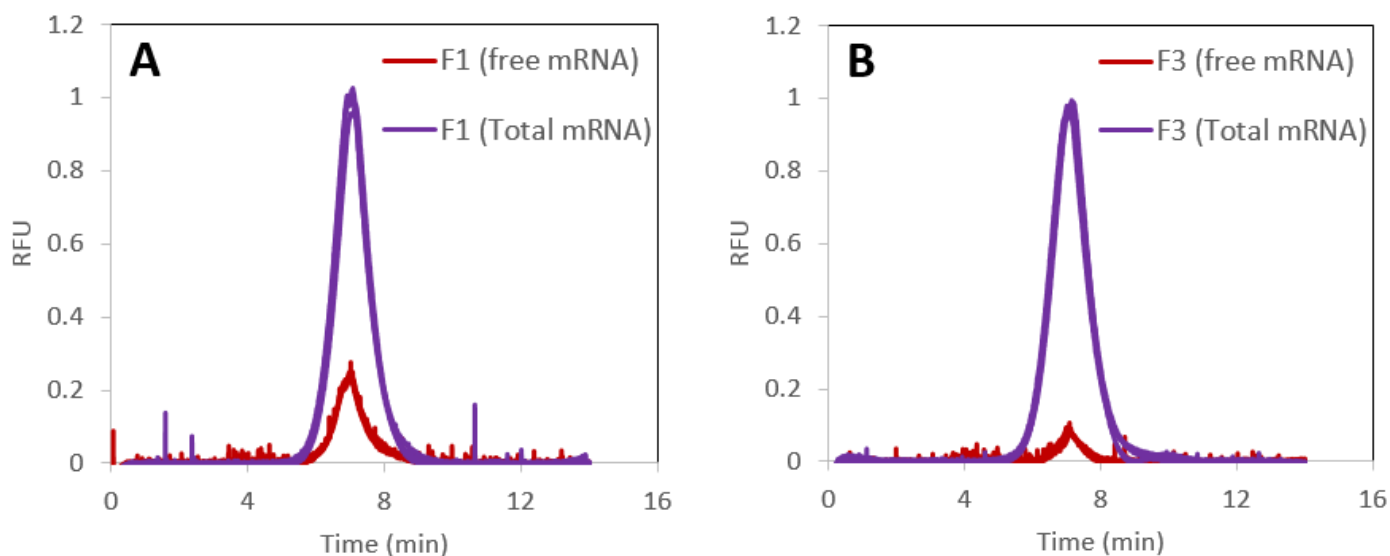 A
F1 (free mRNA)
F1 (Total mRNA)
1.2
1
0.8
0.6
0.4
0.2
0
RFU
0 4 8 12 16
Time (min)
B
F3 (free mRNA)
F3 (Total mRNA)
1.2
1
0.8
0.6
0.4
0.2
0
RFU
0 4 8 12 16
Time (min)